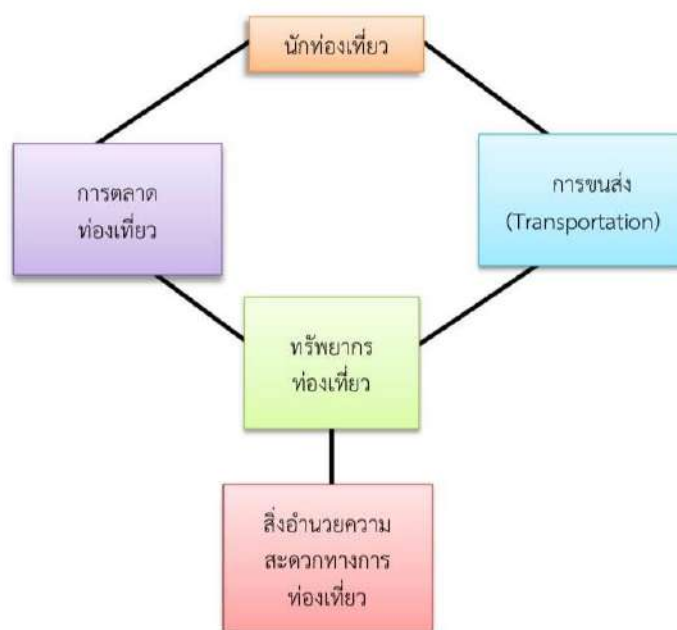 นักท่องเที่ยว
การตลาด
ท่องเที่ยว
การขนส่ง
(Transportation)
ทรัพยากร
ท่องเที่ยว
สิ่งอำนวยความ
สะดวกทางการ
ท่องเที่ยว